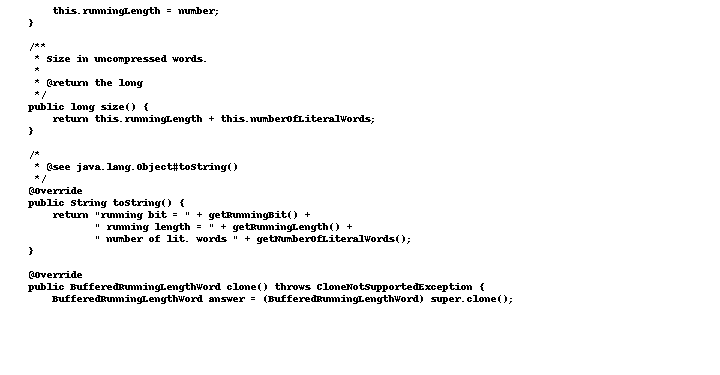 this.runningLength = number;
}
/**
* Size in uncompressed words.
*
* @return the long
*/
public long size() {
return this.runningLength + this.numberOfLiteralWords;
}
/*
* @see java.lang.Object#toString()
*/
@Override
public String toString() {
return "running bit = " + getRunningBit() +
" running length = " + getRunningLength() +
" number of lit. words " + getNumberOfLiteralWords();
}
@Override
public BufferedRunningLengthWord clone() throws CloneNotSupportedException {
BufferedRunningLengthWord answer = (BufferedRunningLengthWord) super.clone();